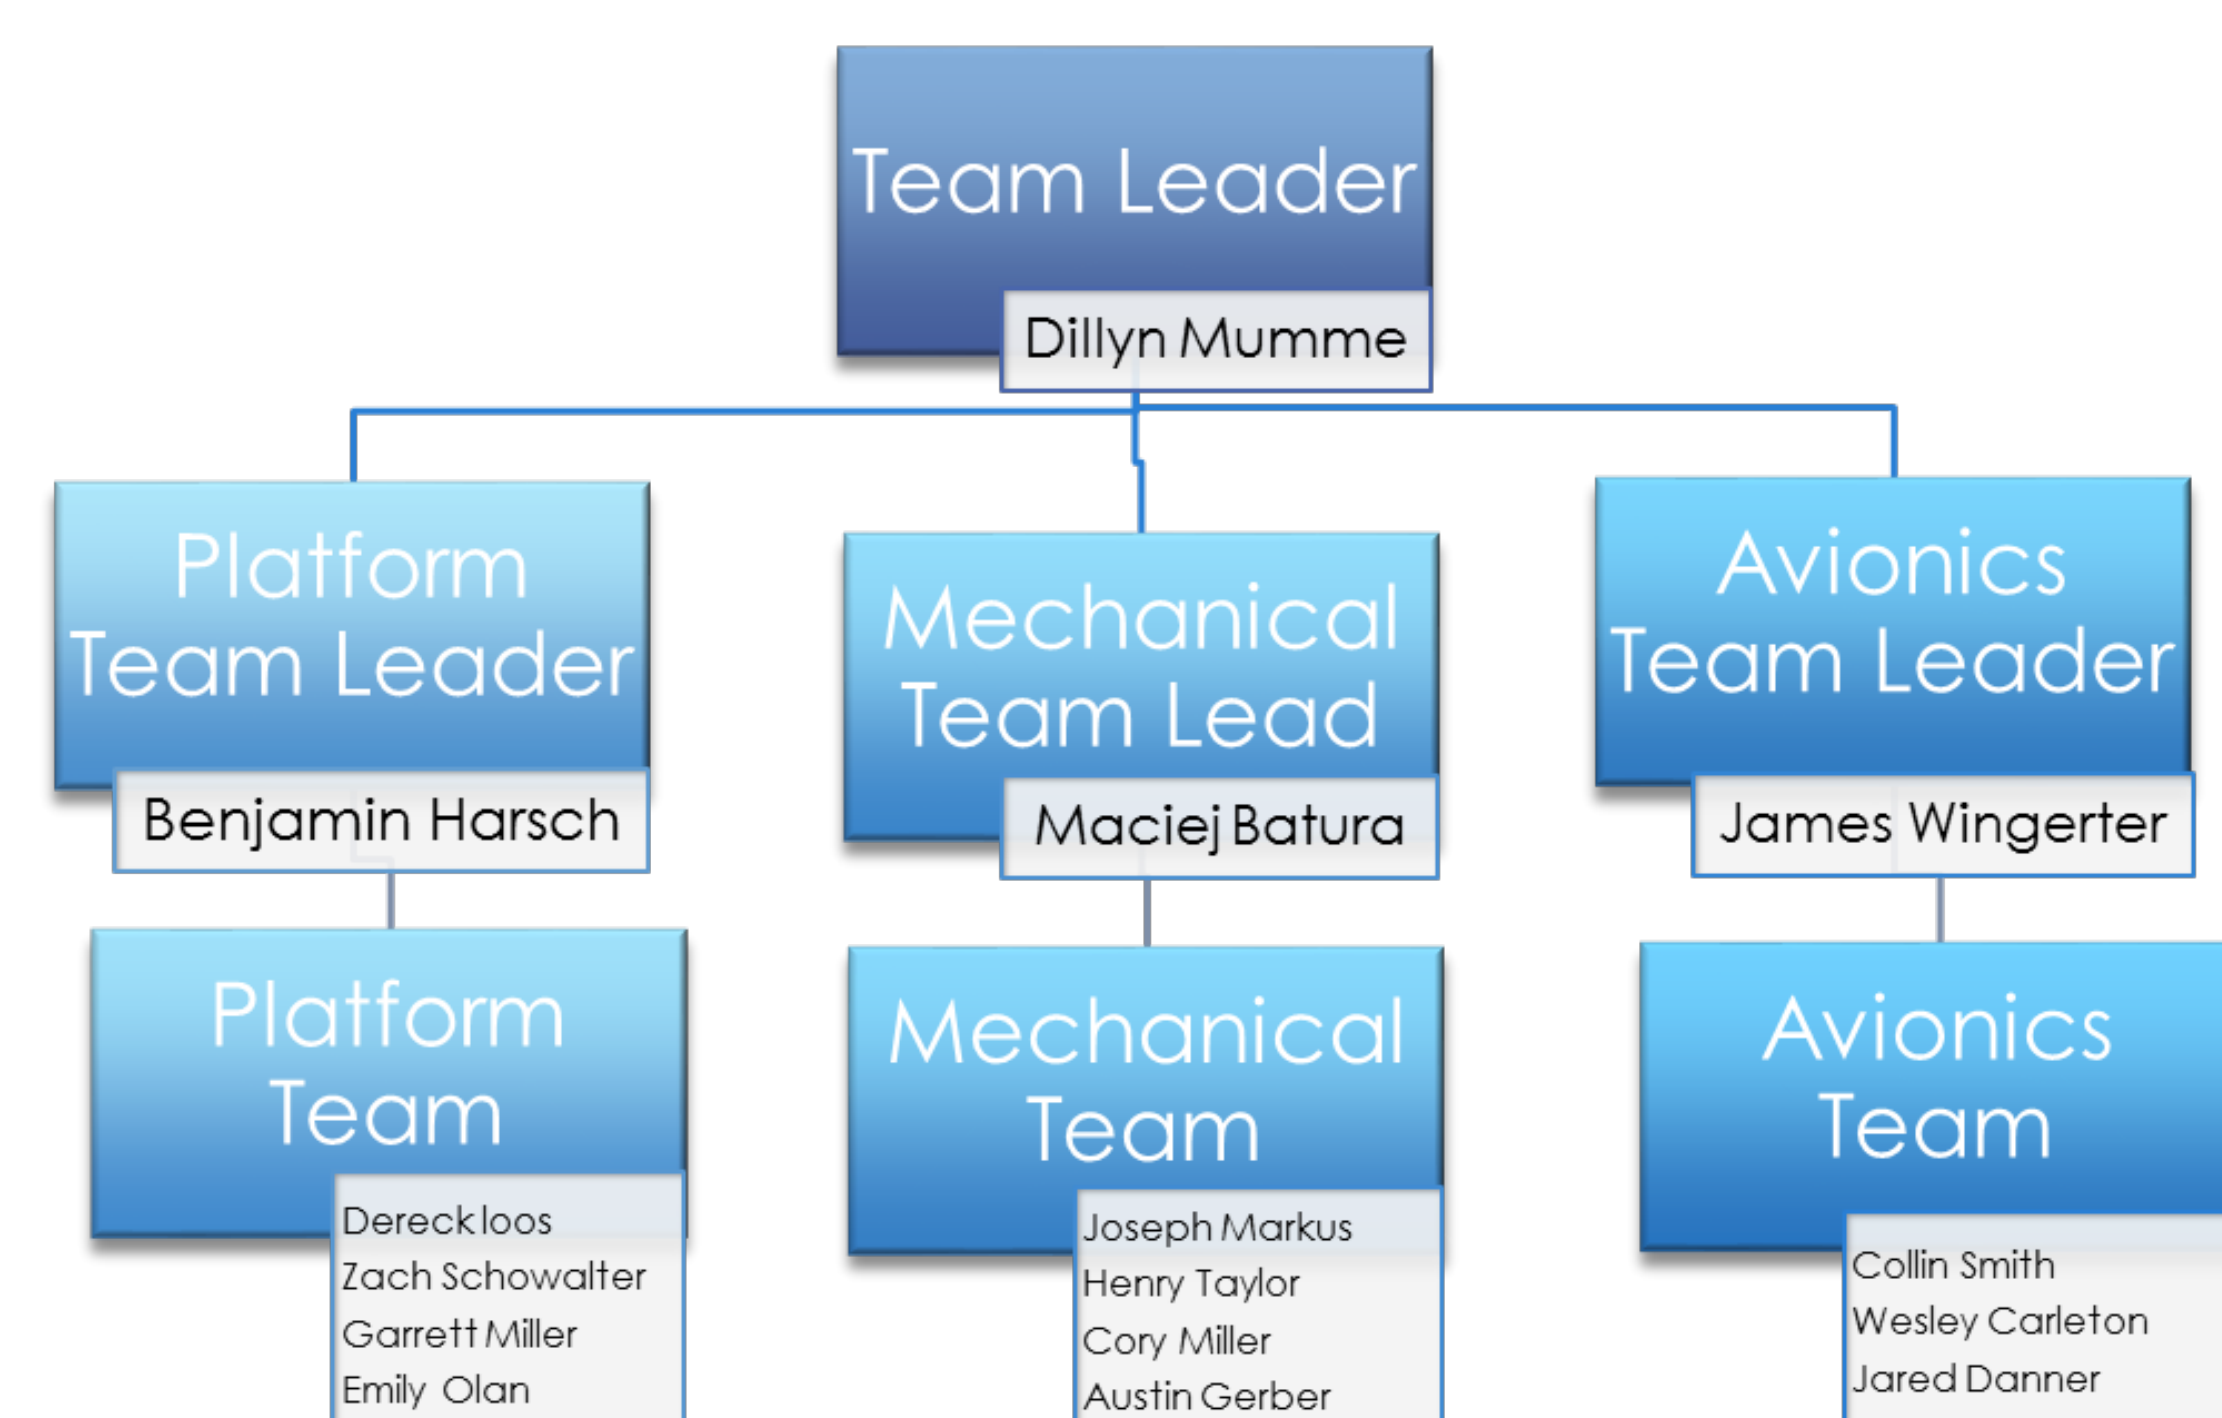 Team Leader
Dillyn Mumme
Platform
Team Leader
Benjamin Harsch
Mechanical
Team Lead
Maciej Batura
Avionics
Team Leader
James Wingerter
Platform
Team
Dereck loos
Zach Schowalter
Garrett Miller
Emily Olan
Mechanical
Team
Joseph Markus
Henry Taylor
Cory Miller
Austin Gerber
Avionics
Team
Collin Smith
Wesley Carleton
Jared Danner